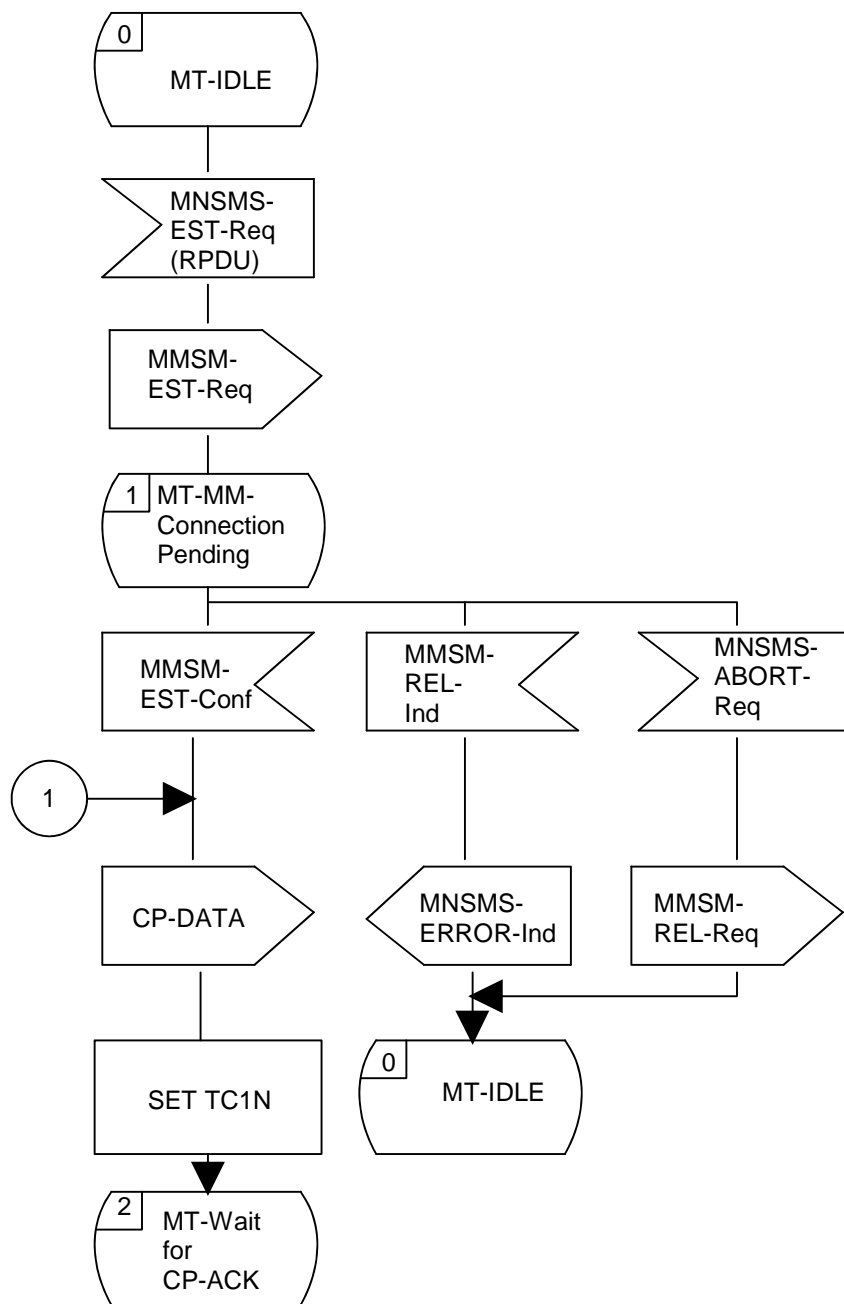 0
MT-IDLE
MNSMS-
EST-Req
(RPDU)
MMSM-
EST-Req
1
MT-MM-
Connection
Pending
MMSM-
EST-Conf
MMSM-
REL-
Ind
MNSMS-
ABORT-
Req
1
CP-DATA
MNSMS-
ERROR-Ind
MMSM-
REL-Req
SET TC1N
0
MT-IDLE
2
MT-Wait
for
CP-ACK